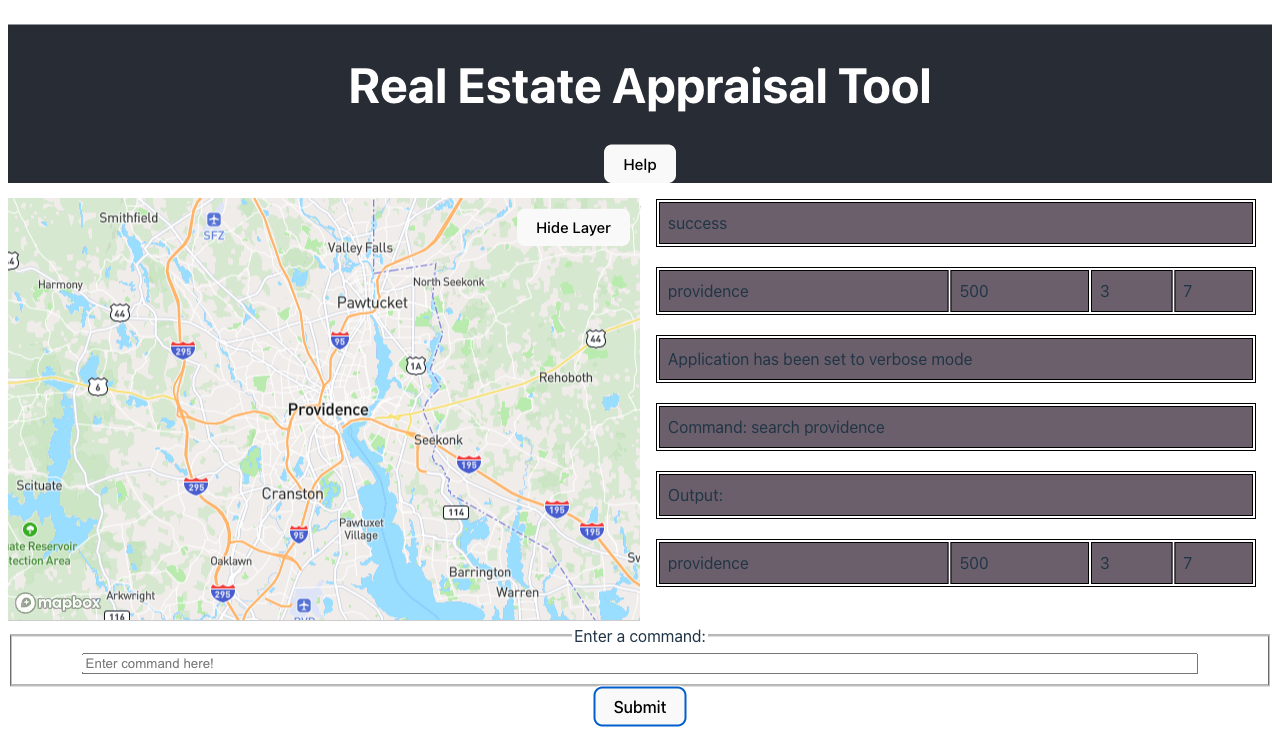 Real Estate Appraisal Tool
Help
Hide Layer
Smithfield
SFZ
Valley Falls
Harmony
North Seekonk
44
Pawtucket
295
95
44
1A
6
Rehoboth
Providence
Seekonk
195
Scituate
295
Cranston
114
195
Pawtuxet
Village
95
195
ate Reservoir
tection Area
Oaklawn
Barrington
Warren
295
Arkwright
mapbox
116
success
providence 500 3 7
Application has been set to verbose mode
Command: search providence
Output:
providence 500 3 7
Enter a command:
Enter command here!
Submit